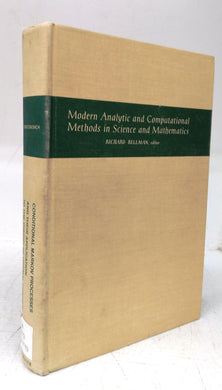 Modern Analytic and Computational
Methods in Science and Mathematics
RICHARD BELLMAN, editor
CONDITIONAL MARKOV PROCESSES